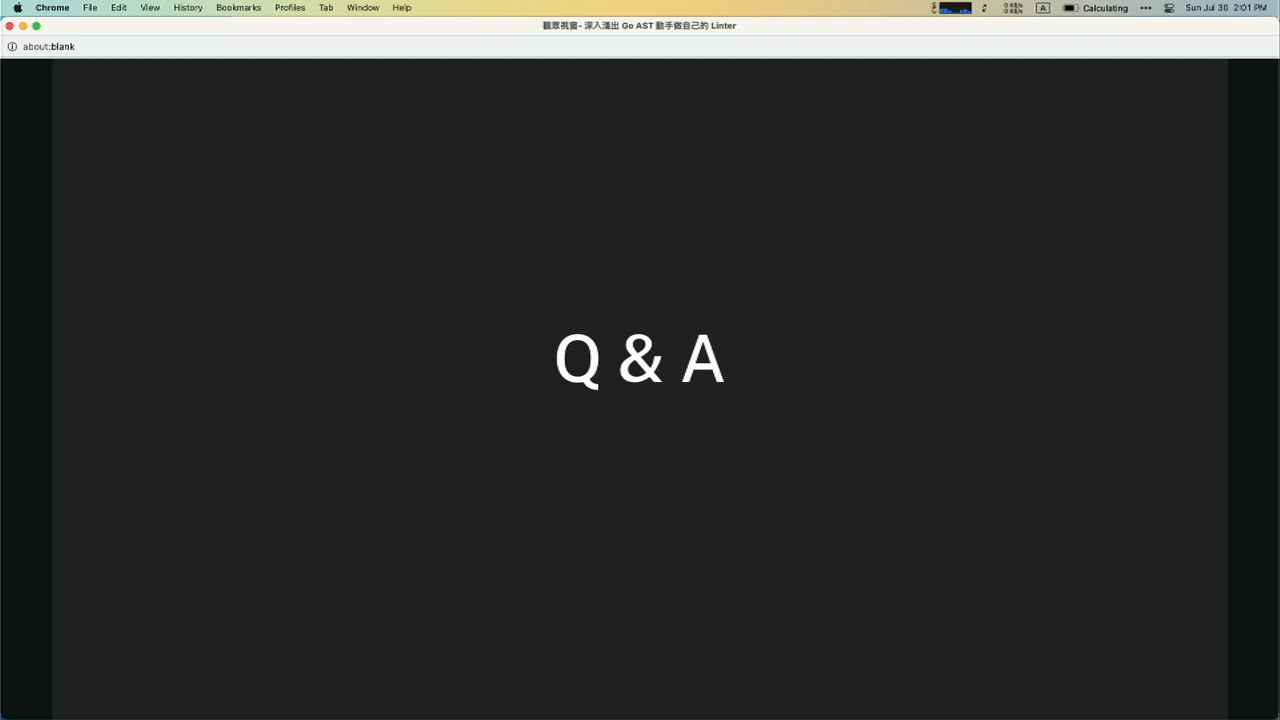 Chrome File Edit View History Bookmarks Profiles Tab Window Help Calculating Sun Jul 30 2:01 PM
觀眾視窗- 深入淺出 Go AST 動手做自己的 Linter
about:blank
Q & A